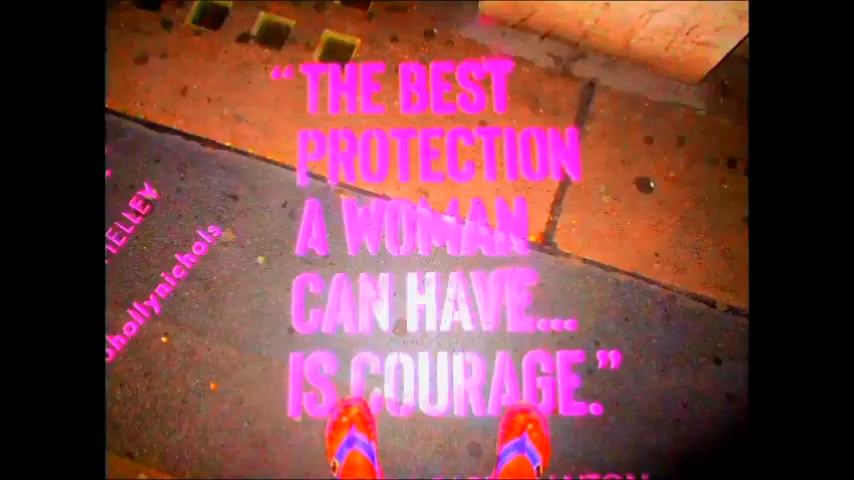 “THE BEST
PROTECTION
A WOMAN
CAN HAVE...
IS COURAGE.”
hollynichols